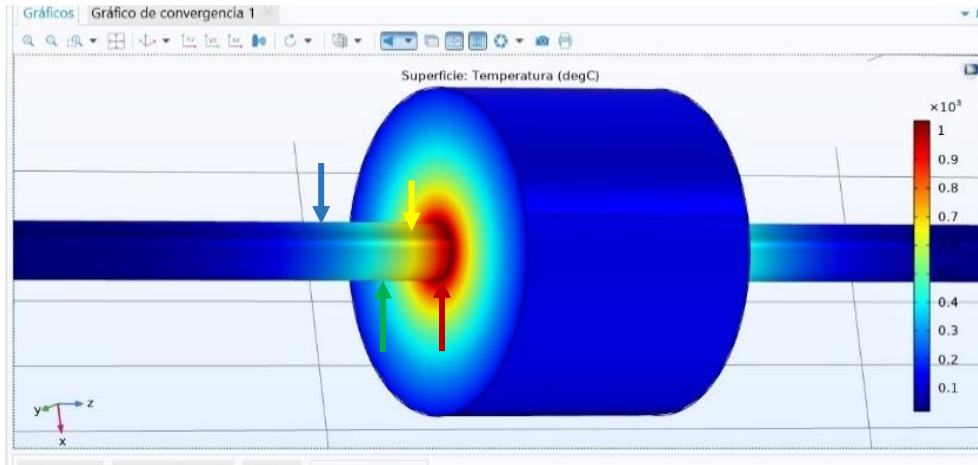 Gráficos Gráfico de convergencia 1
Superficie: Temperatura (degC)
×10³
1
0.9
0.8
0.7
0.4
0.3
0.2
0.1
y z
x